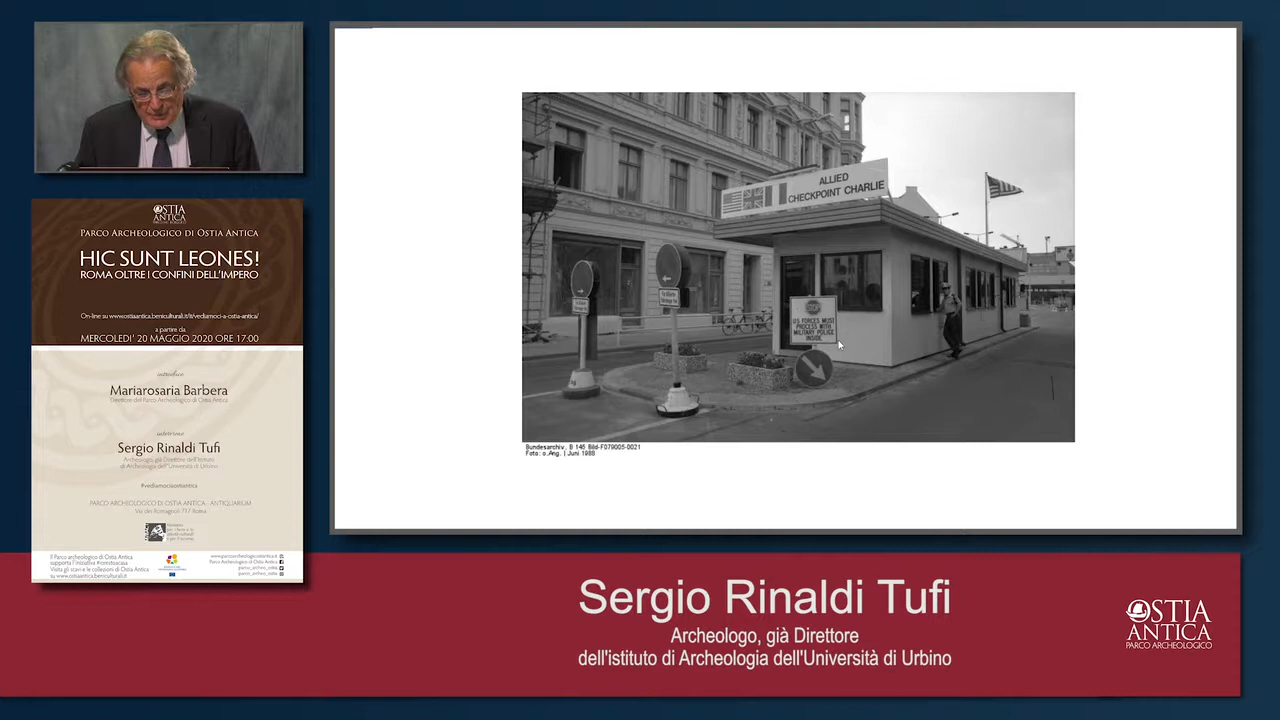 OSTIA
ANTICA
PARCO ARCHEOLOGICO DI OSTIA ANTICA
HIC SUNT LEONES!
ROMA OLTRE I CONFINI DELL'IMPERO
On-line su www.ostiaantica.beniculturali.it/it/vediamoci-a-ostia-antica/
a partire da
MERCOLEDI' 20 MAGGIO 2020 ORE 17:00
introduce
Mariarosaria Barbera
Direttore del Parco Archeologico di Ostia Antica
interviene
Sergio Rinaldi Tufi
Archeologo, già Direttore dell'Istituto
di Archeologia dell'Università di Urbino
#vediamociaostiantica
PARCO ARCHEOLOGICO DI OSTIA ANTICA - ANTIQUARIUM
Via dei Romagnoli 717 Roma
Il Parco archeologico di Ostia Antica
supporta l'iniziativa #iorestoacasa
Visita gli scavi e le collezioni di Ostia Antica
su www.ostiaantica.beniculturali.it
www.parcoarcheologicoostiantica.it
Parco Archeologico di Ostia Antica
parco_archeo_ostia
parco_archeo_ostia
ALLIED
CHECKPOINT CHARLIE
STOP
U.S. FORCES MUST
PROCESS WITH
MILITARY POLICE
INSIDE
Bundesarchiv, B 145 Bild-F079005-0021
Foto: o.Ang. | Juni 1988
Sergio Rinaldi Tufi
Archeologo, già Direttore
dell'istituto di Archeologia dell'Università di Urbino
OSTIA
ANTICA
PARCO ARCHEOLOGICO